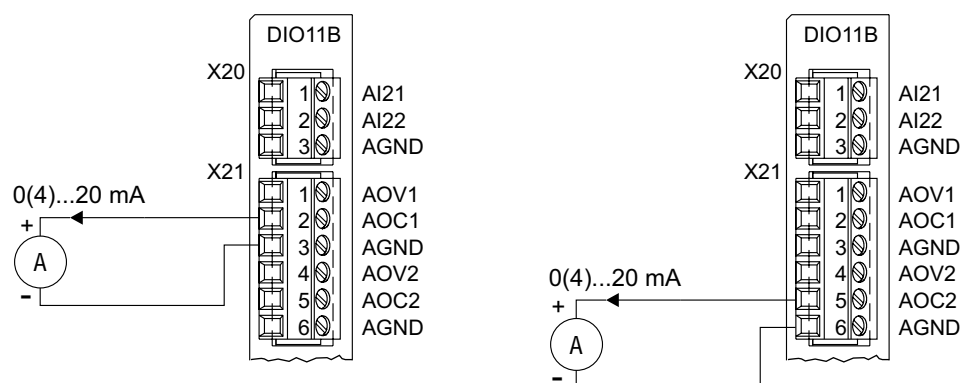 DIO11B
X20
1 AI21
2 AI22
3 AGND
X21
1 AOV1
0(4)...20 mA
2 AOC1
+
3 AGND
A
4 AOV2
-
5 AOC2
6 AGND
DIO11B
X20
1 AI21
2 AI22
3 AGND
X21
1 AOV1
2 AOC1
3 AGND
4 AOV2
0(4)...20 mA
5 AOC2
+
6 AGND
A
-